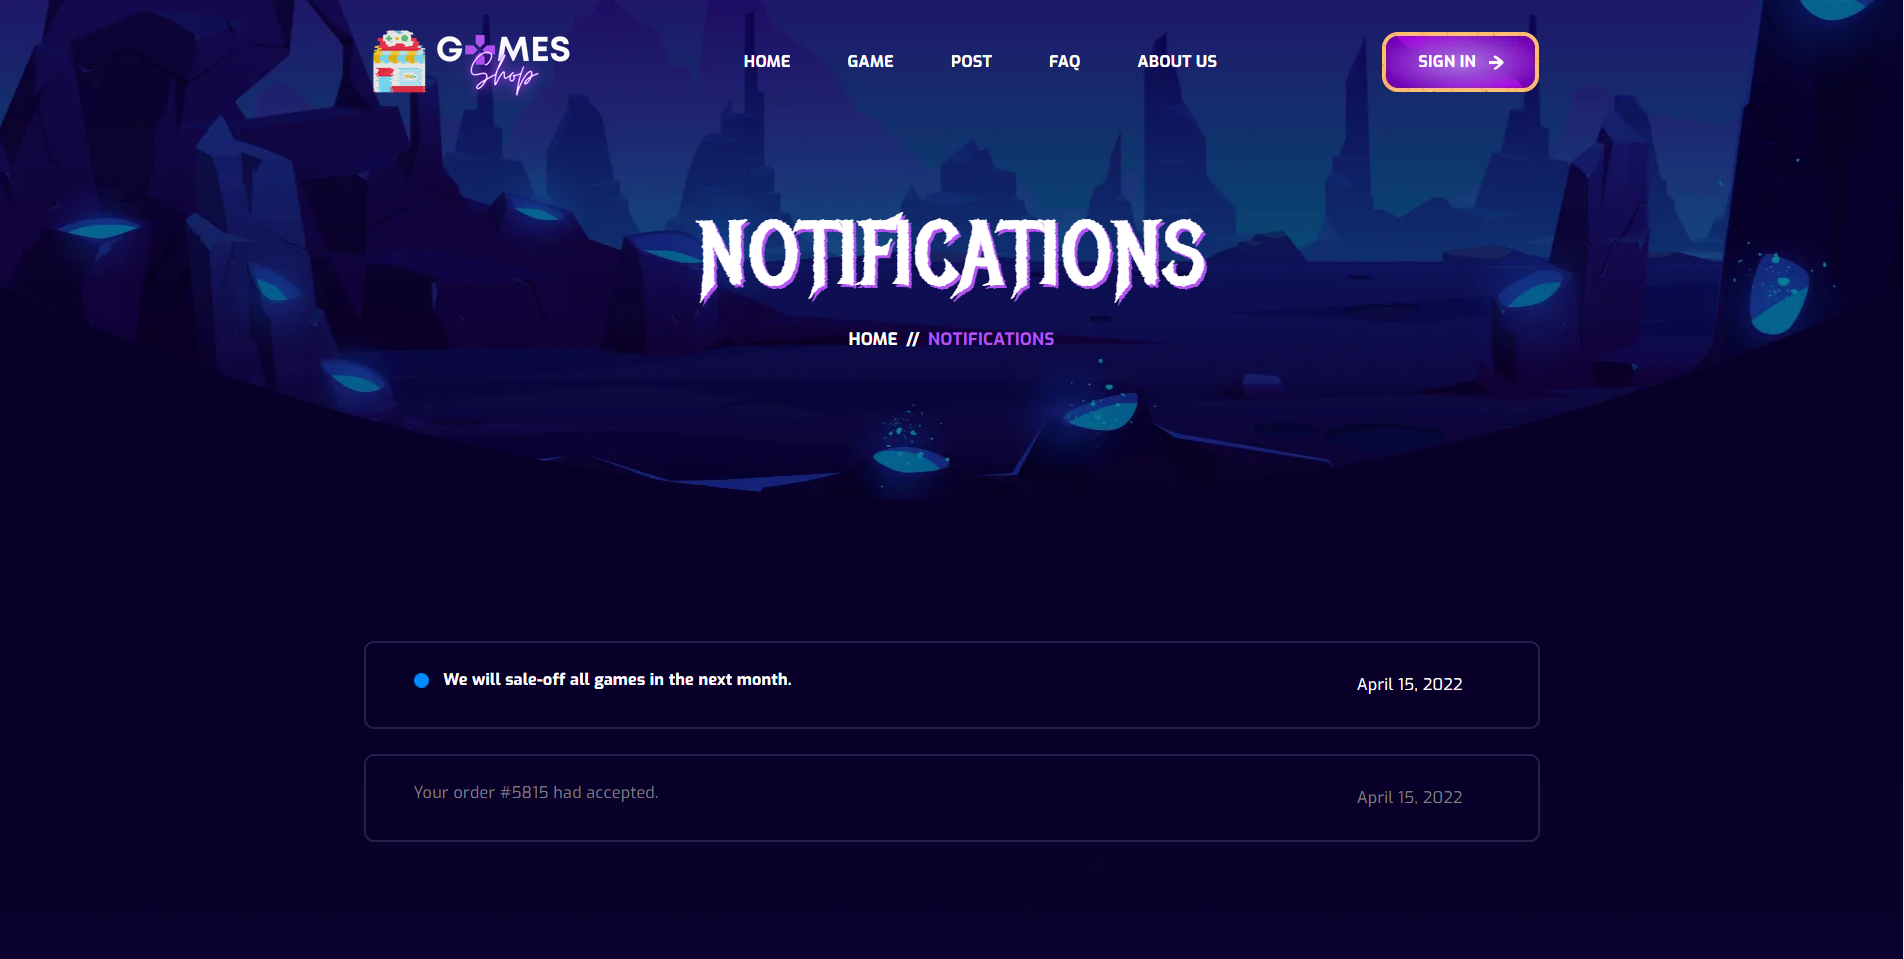 GAMES
Shop
HOME GAME POST FAQ ABOUT US SIGN IN
NOTIFICATIONS
HOME // NOTIFICATIONS
We will sale-off all games in the next month. April 15, 2022
Your order #5815 had accepted. April 15, 2022